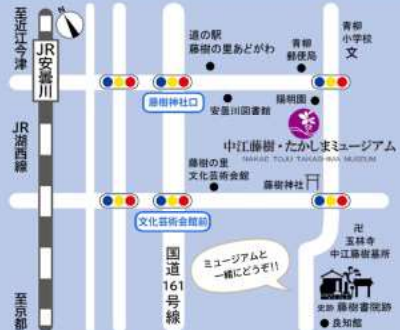 至近江今津
JR安曇川
JR湖西線
至京都
N
道の駅
藤樹の里あどがわ
青柳
郵便局
青柳
小学校
文
藤樹神社口
安曇川図書館
陽明園
中江藤樹・たかしまミュージアム
NAKAE TOJU TAKASHIMA MUSEUM
藤樹の里
文化芸術会館
藤樹神社
文化芸術会館前
国道161号線
ミュージアムと
一緒にどうぞ!!
卍
玉林寺
中江藤樹墓所
史跡 藤樹書院跡
良知館